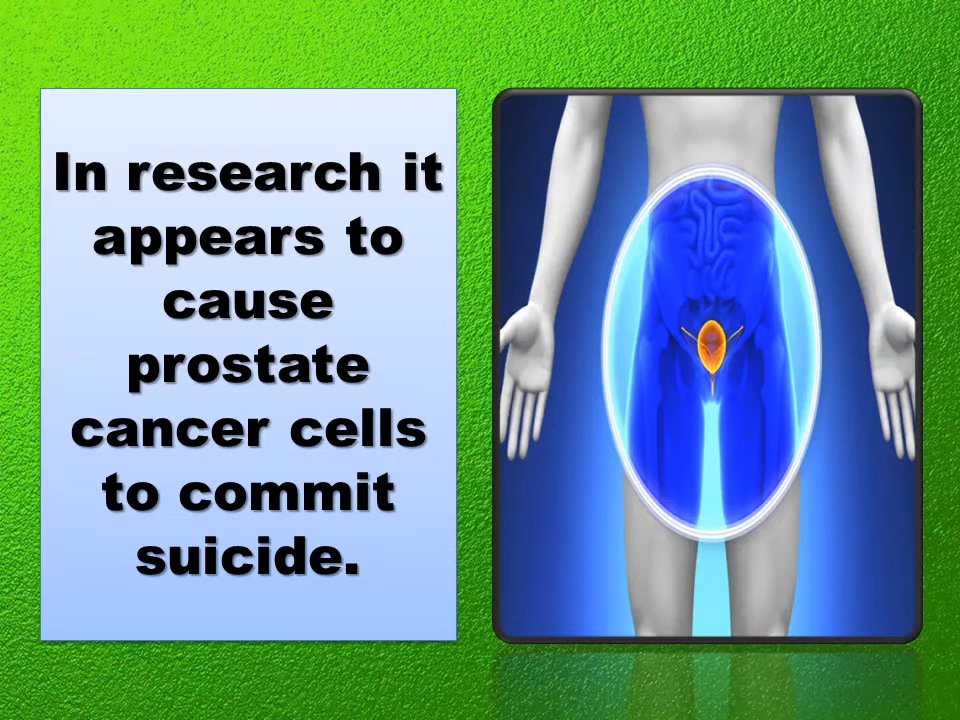 In research it
appears to
cause
prostate
cancer cells
to commit
suicide.